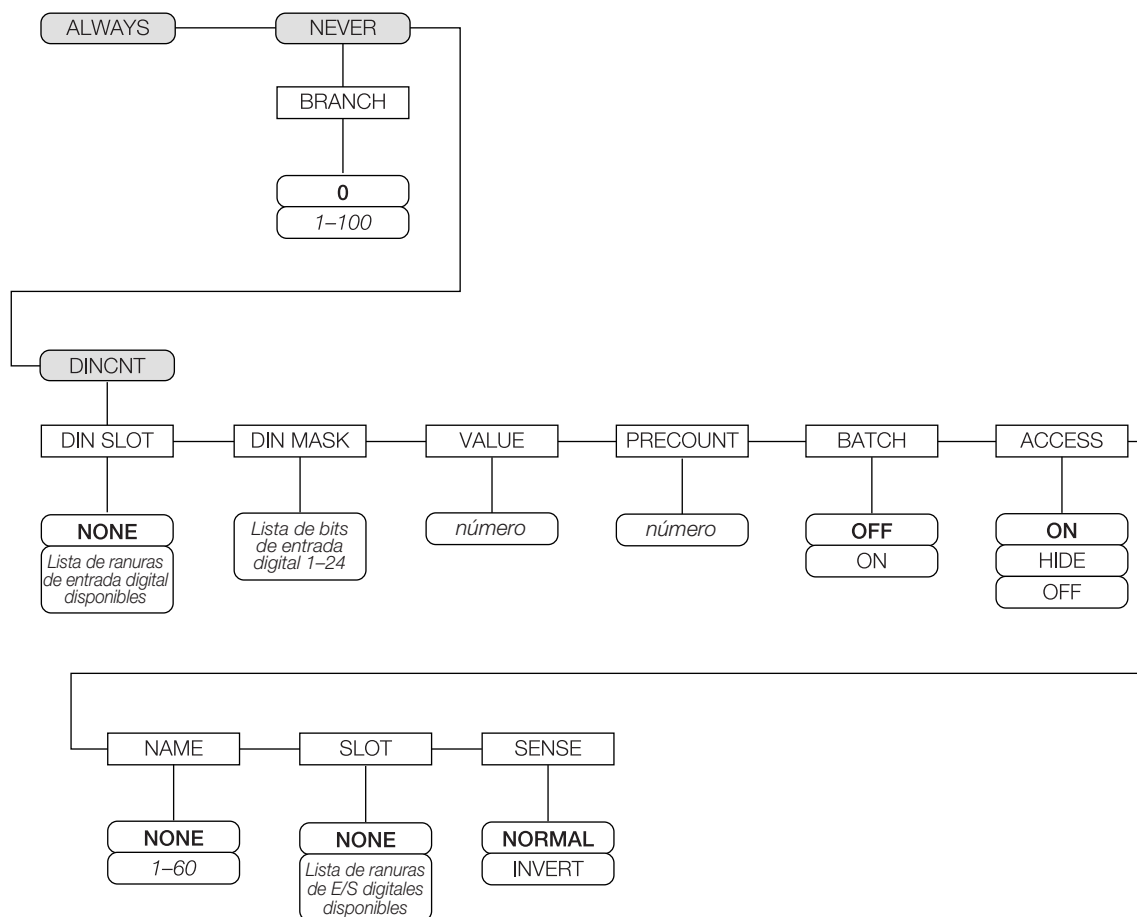 ALWAYS
NEVER
BRANCH
0
1–100
DINCNT
DIN SLOT
DIN MASK
VALUE
PRECOUNT
BATCH
ACCESS
NONE
Lista de ranuras
de entrada digital
disponibles
Lista de bits
de entrada
digital 1–24
número
número
OFF
ON
ON
HIDE
OFF
NAME
SLOT
SENSE
NONE
1–60
NONE
Lista de ranuras
de E/S digitales
disponibles
NORMAL
INVERT